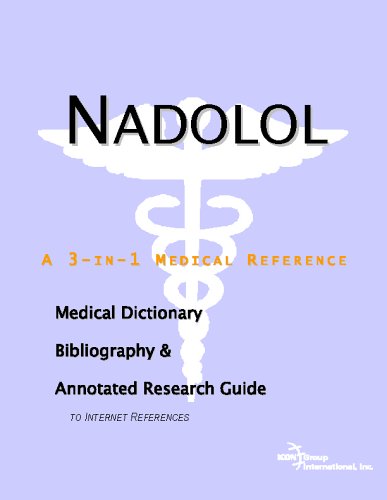 NADOLOL
A 3-IN-1 MEDICAL REFERENCE
Medical Dictionary
Bibliography &
Annotated Research Guide
TO INTERNET REFERENCES
ICON Group
International, Inc.